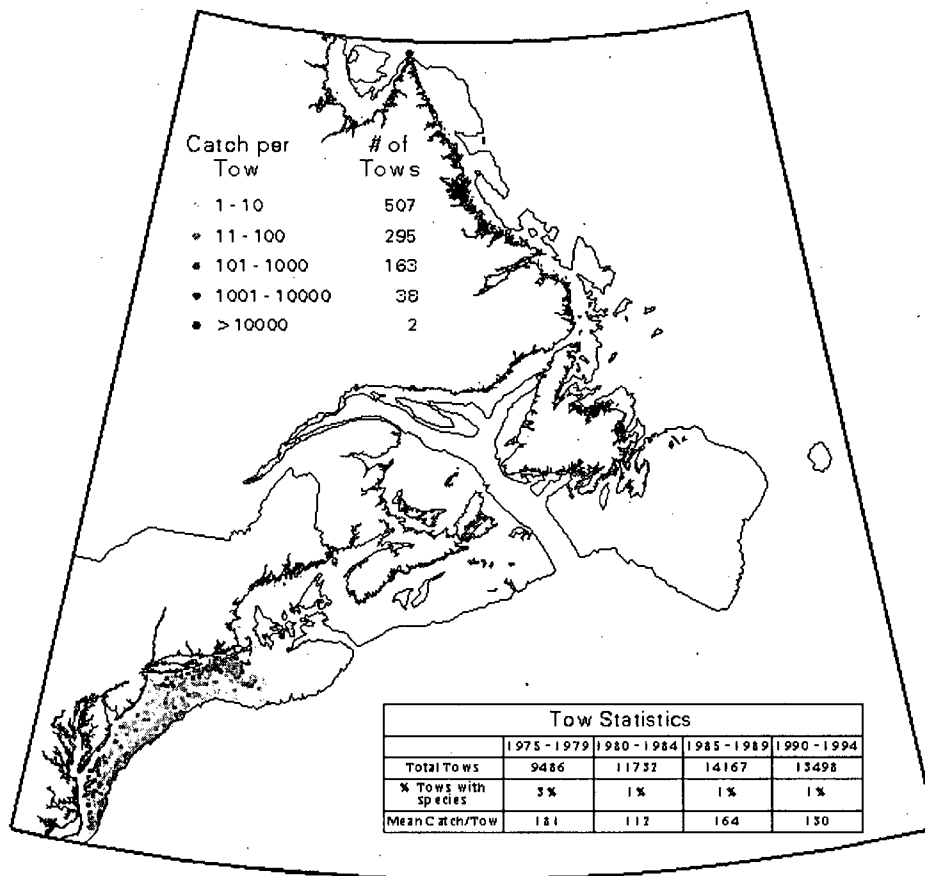 Catch per # of
Tow Tows
1 - 10 507
11 - 100 295
101 - 1000 163
1001 - 10000 38
> 10000 2
Tow Statistics
1975 - 1979 1980 - 1984 1985 - 1989 1990 - 1994
Total Tows 9486 11732 14167 13498
% Tows with species 3% 1% 1% 1%
Mean Catch/Tow 181 112 164 130